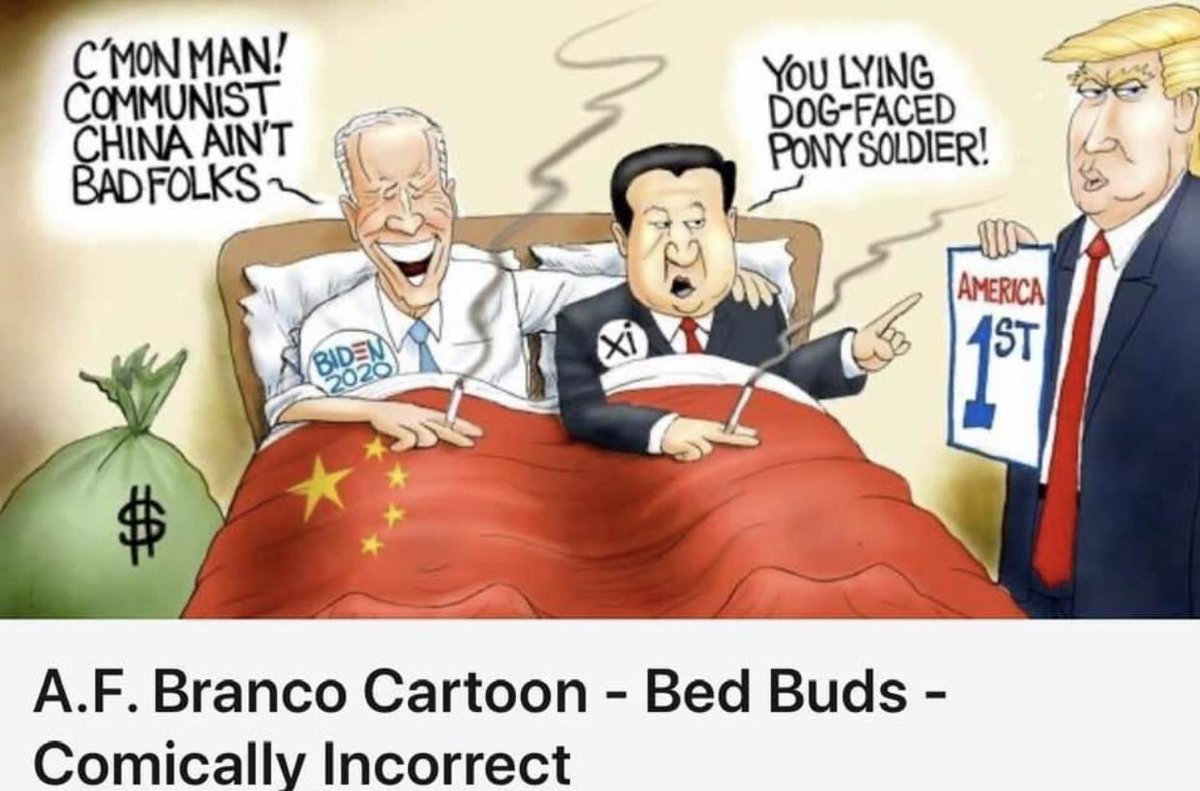 C'MON MAN!
COMMUNIST
CHINA AIN'T
BAD FOLKS
YOU LYING
DOG-FACED
PONY SOLDIER!
BIDEN
2020
xi
AMERICA
1ST
$
A.F. Branco Cartoon - Bed Buds -
Comically Incorrect